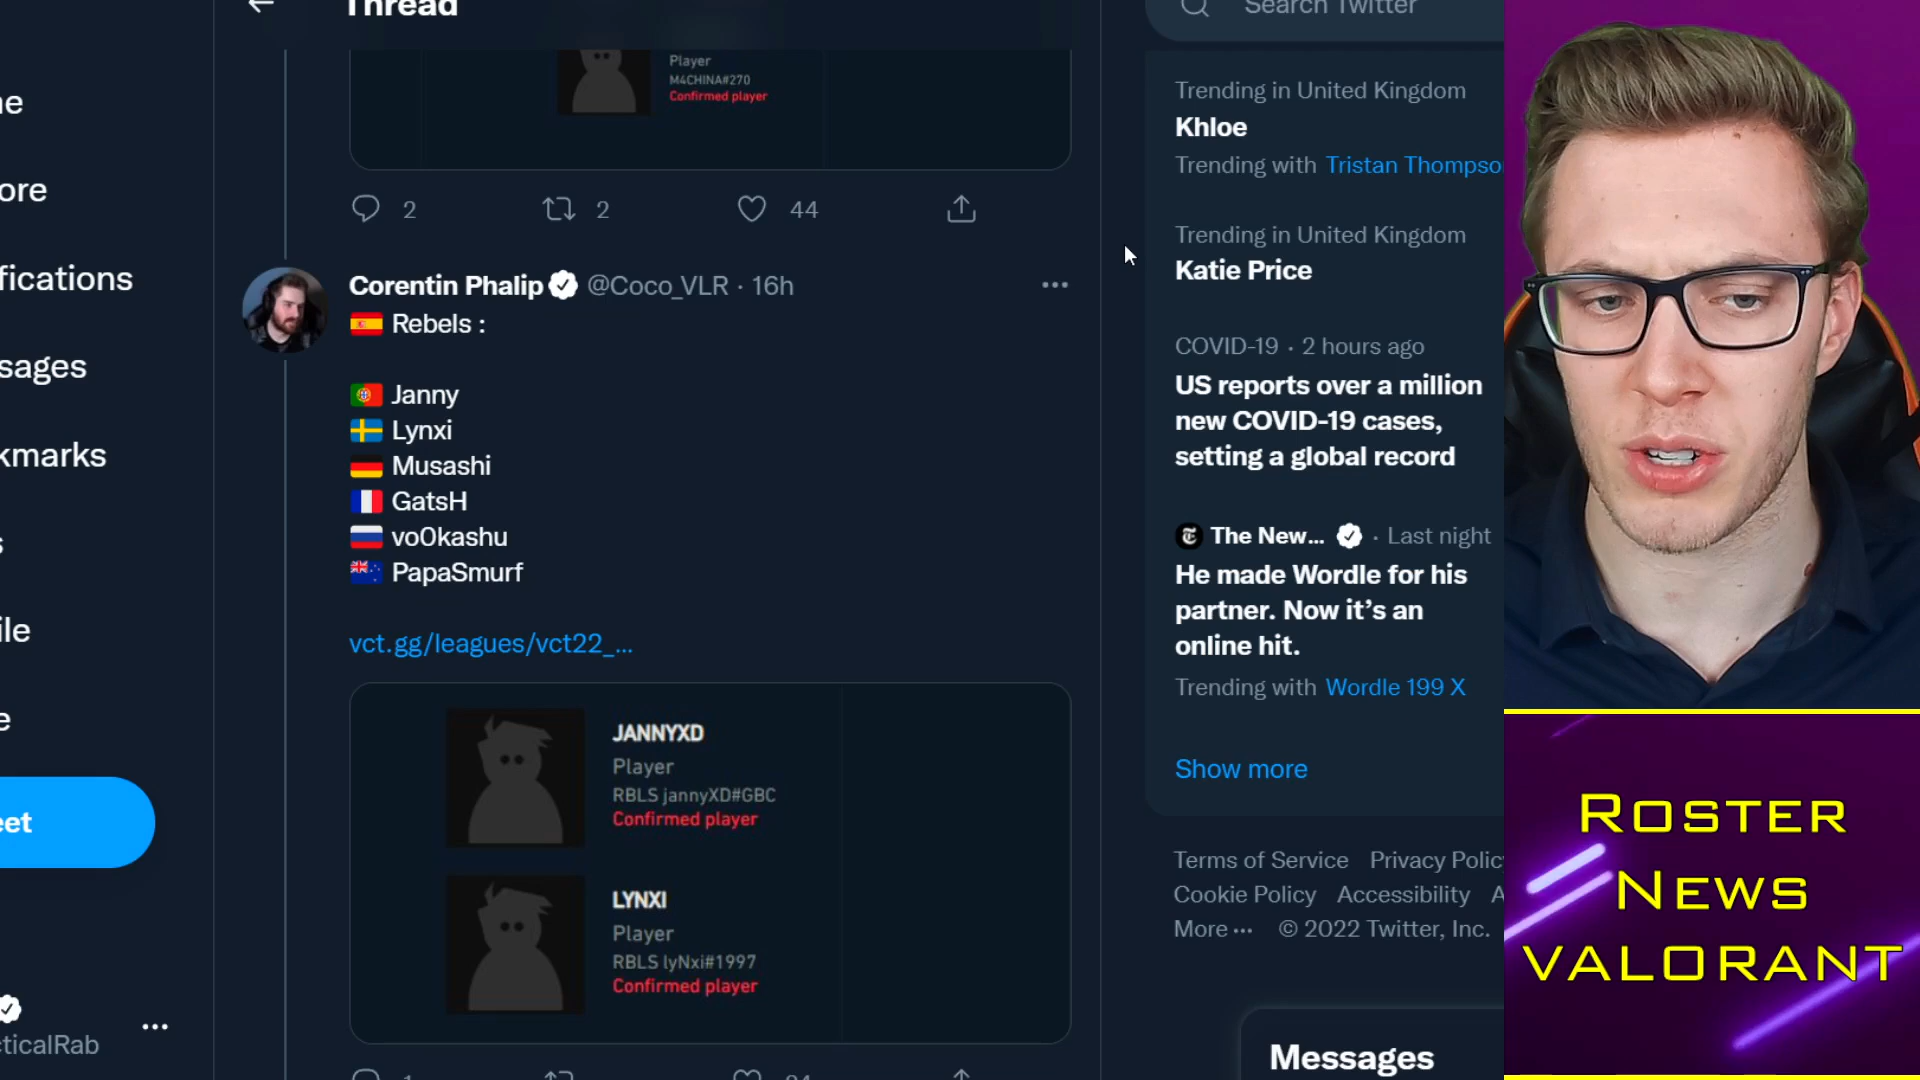 Thread
Search Twitter
Player
M4CHINA#270
Confirmed player
2
2
44
Corentin Phalip @Coco_VLR · 16h
Rebels :
Janny
Lynxi
Musashi
GatsH
vo0kashu
PapaSmurf
vct.gg/leagues/vct22_...
JANNYXD
Player
RBLS jannyXD#GBC
Confirmed player
LYNXI
Player
RBLS lyNxi#1997
Confirmed player
1
Trending in United Kingdom
Khloe
Trending with Tristan Thompso
Trending in United Kingdom
Katie Price
COVID-19 · 2 hours ago
US reports over a million
new COVID-19 cases,
setting a global record
The New... · Last night
He made Wordle for his
partner. Now it's an
online hit.
Trending with Wordle 199 X
Show more
Terms of Service Privacy Polic
Cookie Policy Accessibility A
More ··· © 2022 Twitter, Inc.
Messages
e
ore
fications
sages
kmarks
s
ile
e
eet
cticalRab
ROSTER
NEWS
VALORANT